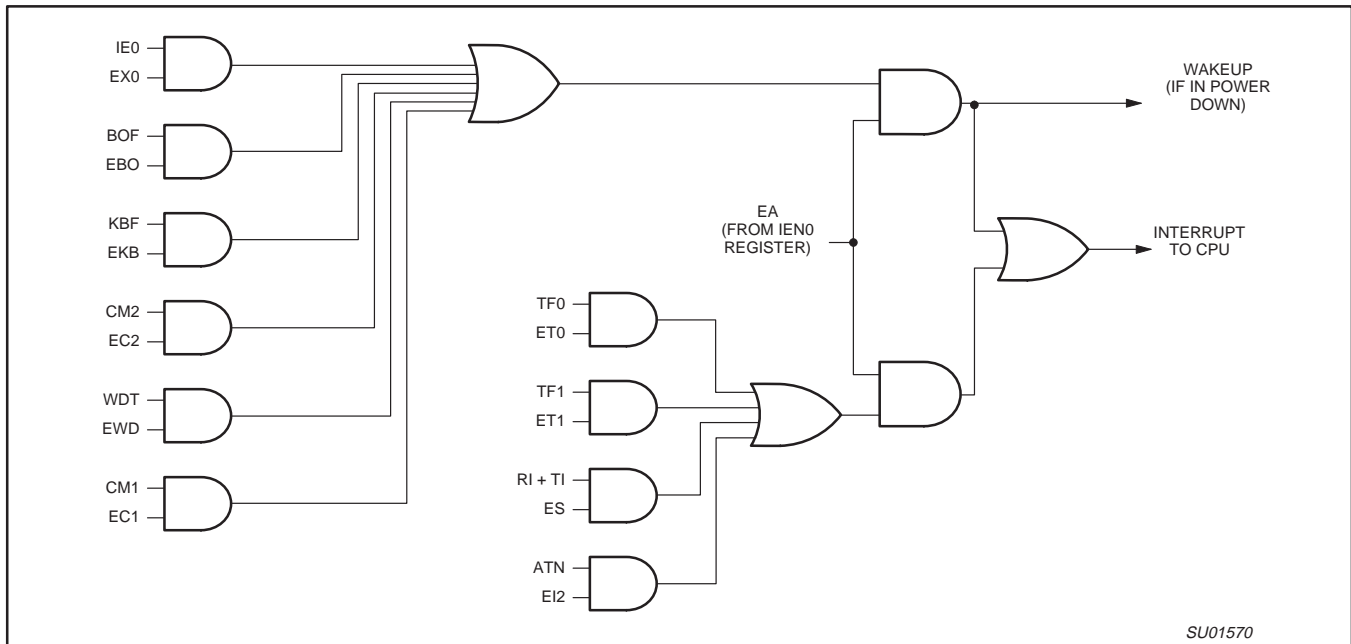 IE0
EX0
BOF
EBO
KBF
EKB
CM2
EC2
WDT
EWD
CM1
EC1
TF0
ET0
TF1
ET1
RI + TI
ES
ATN
EI2
EA
(FROM IEN0
REGISTER)
WAKEUP
(IF IN POWER
DOWN)
INTERRUPT
TO CPU
SU01570